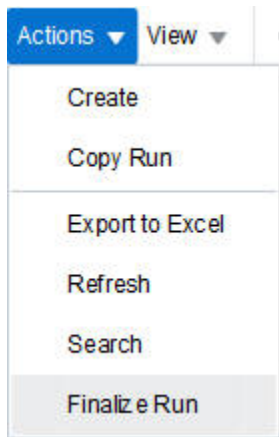 Actions View
Create
Copy Run
Export to Excel
Refresh
Search
Finalize Run